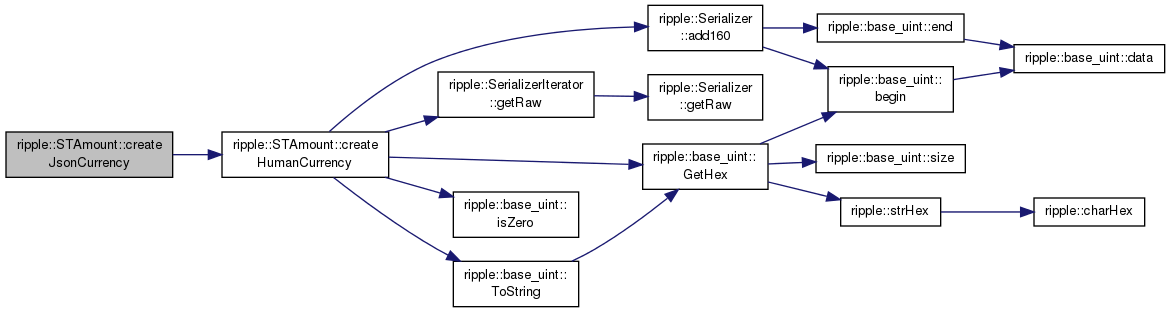 ripple::STAmount::create
JsonCurrency
ripple::STAmount::create
HumanCurrency
ripple::Serializer
::add160
ripple::SerializerIterator
::getRaw
ripple::Serializer
::getRaw
ripple::base_uint::
GetHex
ripple::base_uint::
isZero
ripple::base_uint::
ToString
ripple::base_uint::end
ripple::base_uint::
begin
ripple::base_uint::size
ripple::strHex
ripple::base_uint::data
ripple::charHex